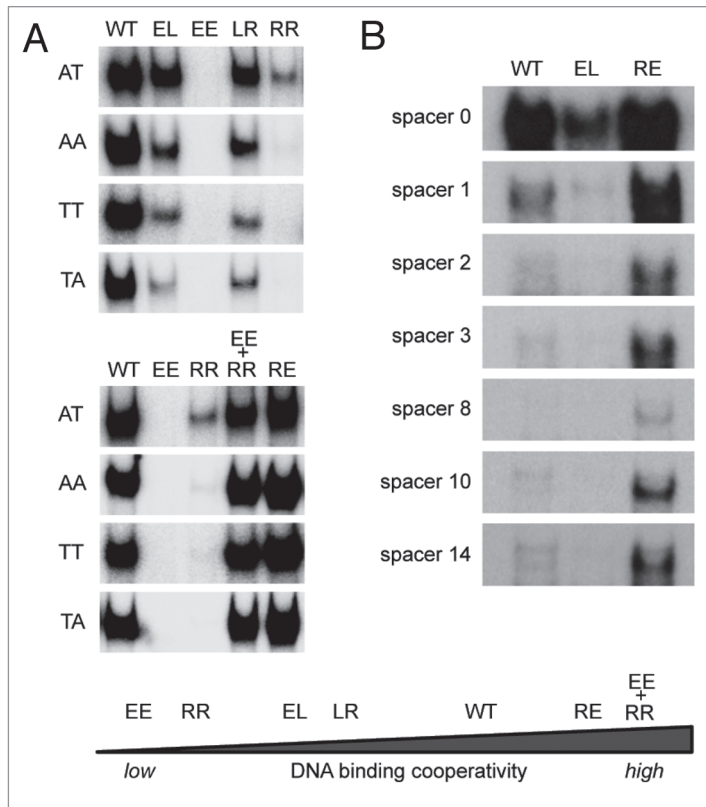 A
WT EL EE LR RR
AT
AA
TT
TA
EE
+
WT EE RR RR RE
AT
AA
TT
TA
B
WT EL RE
spacer 0
spacer 1
spacer 2
spacer 3
spacer 8
spacer 10
spacer 14
EE
+
EE RR EL LR WT RE RR
low DNA binding cooperativity high